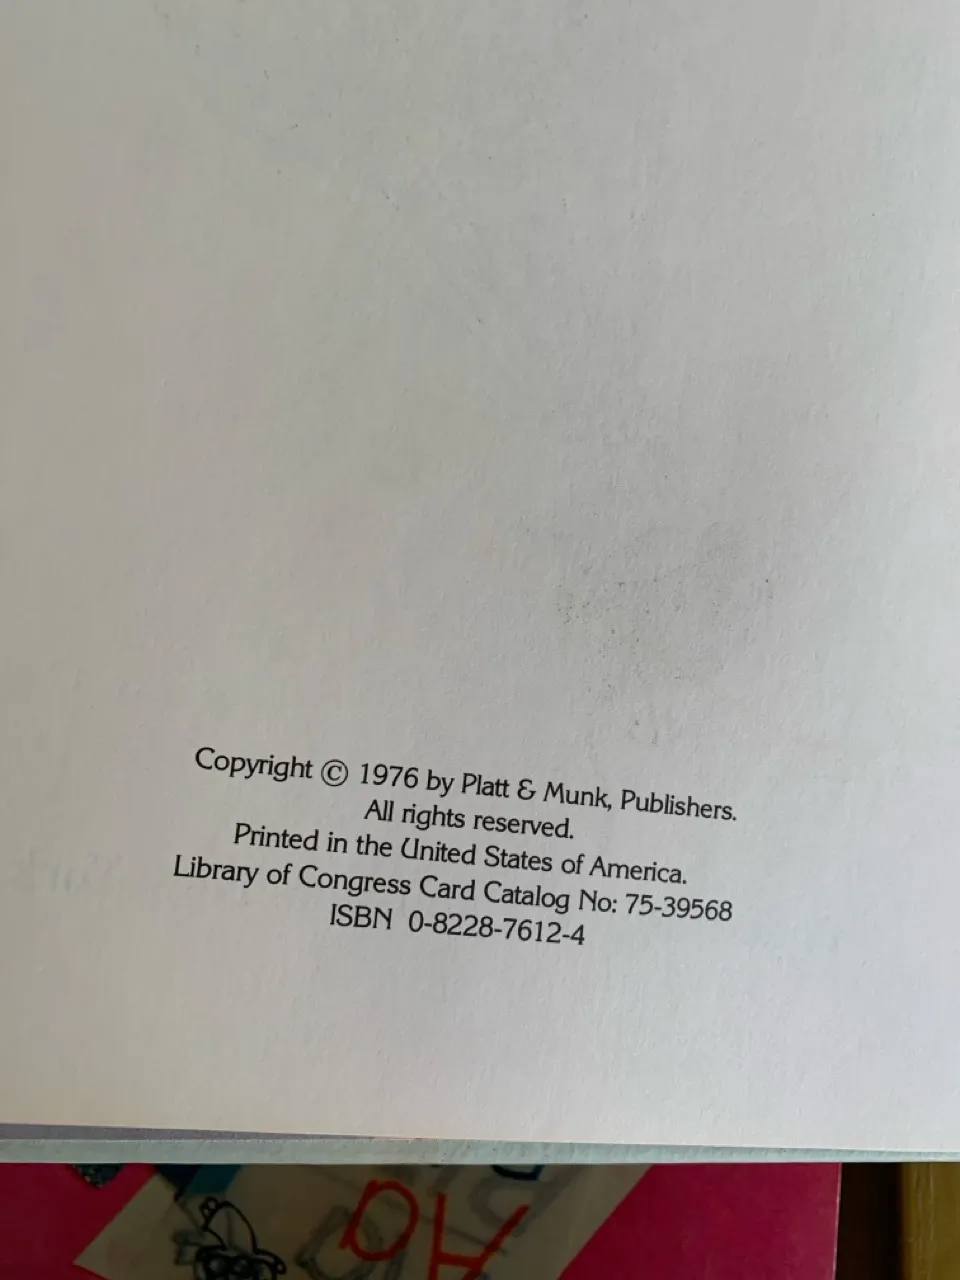 Copyright © 1976 by Platt & Munk, Publishers.
All rights reserved.
Printed in the United States of America.
Library of Congress Card Catalog No: 75-39568
ISBN 0-8228-7612-4